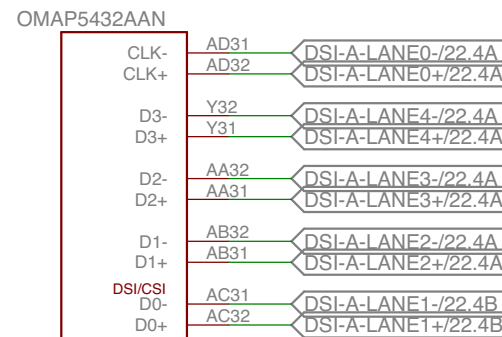 OMAP5432AAN
CLK- AD31 DSI-A-LANE0-/22.4A
CLK+ AD32 DSI-A-LANE0+/22.4A
D3- Y32 DSI-A-LANE4-/22.4A
D3+ Y31 DSI-A-LANE4+/22.4A
D2- AA32 DSI-A-LANE3-/22.4A
D2+ AA31 DSI-A-LANE3+/22.4A
D1- AB32 DSI-A-LANE2-/22.4A
D1+ AB31 DSI-A-LANE2+/22.4A
DSI/CSI
D0- AC31 DSI-A-LANE1-/22.4B
D0+ AC32 DSI-A-LANE1+/22.4B